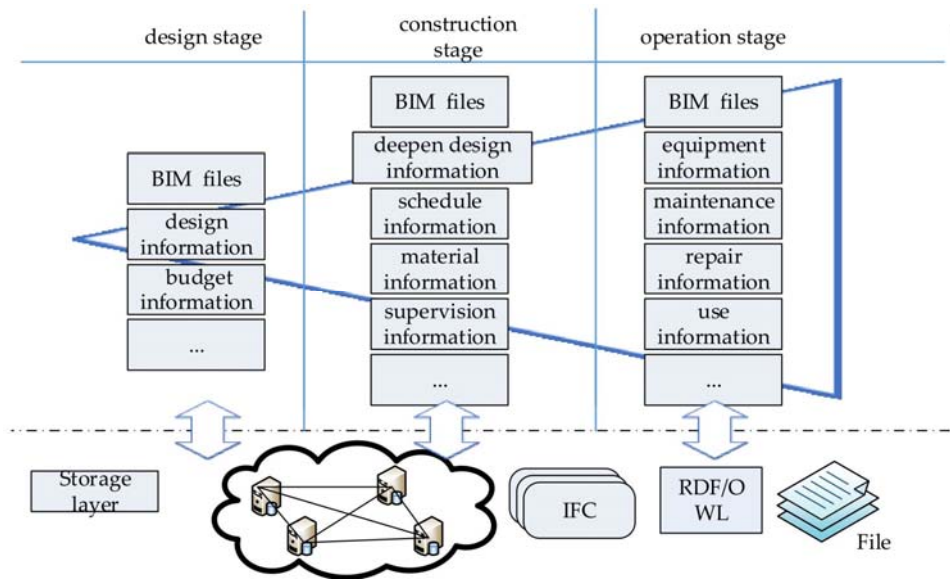 design stage
construction
stage
operation stage
BIM files
design
information
budget
information
...
BIM files
deepen design
information
schedule
information
material
information
supervision
information
...
BIM files
equipment
information
maintenance
information
repair
information
use
information
...
Storage
layer
IFC
RDF/O
WL
File